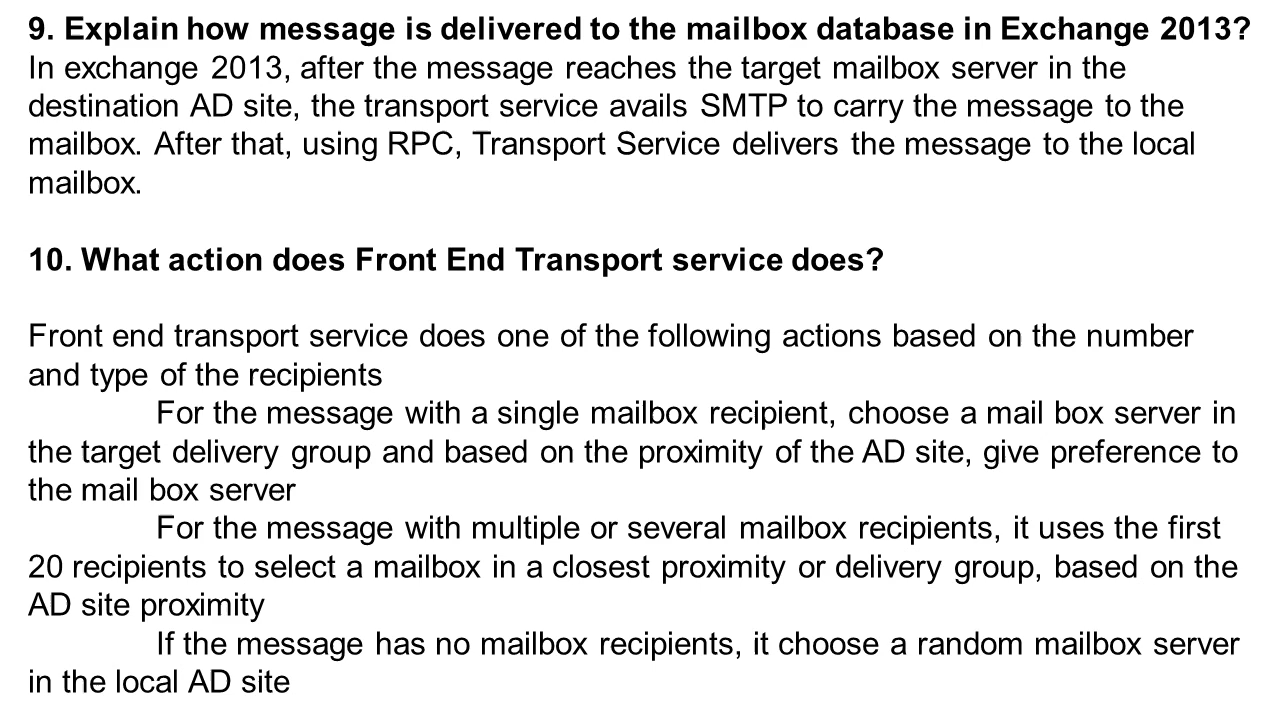 9. Explain how message is delivered to the mailbox database in Exchange 2013?
In exchange 2013, after the message reaches the target mailbox server in the
destination AD site, the transport service avails SMTP to carry the message to the
mailbox. After that, using RPC, Transport Service delivers the message to the local
mailbox.
10. What action does Front End Transport service does?
Front end transport service does one of the following actions based on the number
and type of the recipients
For the message with a single mailbox recipient, choose a mail box server in
the target delivery group and based on the proximity of the AD site, give preference to
the mail box server
For the message with multiple or several mailbox recipients, it uses the first
20 recipients to select a mailbox in a closest proximity or delivery group, based on the
AD site proximity
If the message has no mailbox recipients, it choose a random mailbox server
in the local AD site